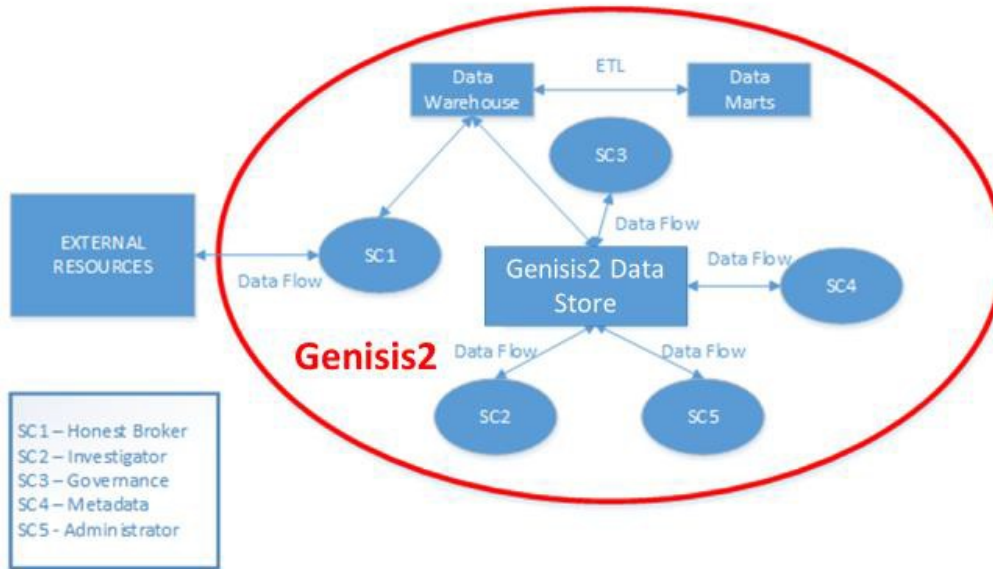 Data
Warehouse
ETL
Data
Marts
SC3
EXTERNAL
RESOURCES
Data Flow
SC1
Data Flow
Genisis2 Data
Store
Data Flow
SC4
Genisis2
Data Flow
Data Flow
SC2
SC5
SC1 – Honest Broker
SC2 – Investigator
SC3 – Governance
SC4 – Metadata
SC5 - Administrator